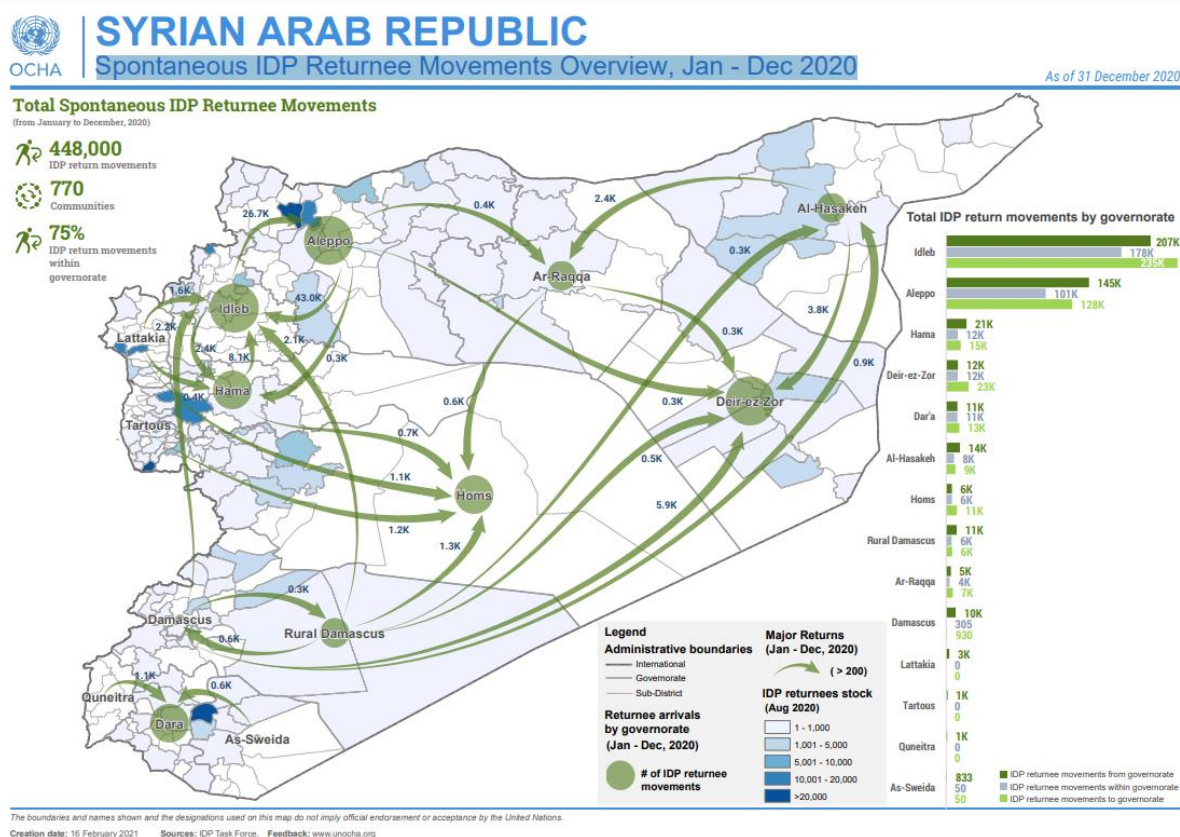 OCHA
SYRIAN ARAB REPUBLIC
Spontaneous IDP Returnee Movements Overview, Jan - Dec 2020
As of 31 December 2020
Total Spontaneous IDP Returnee Movements
(from January to December, 2020)
448,000
IDP return movements
770
Communities
75%
IDP return movements
within
governorate
26.7K
Aleppo
0.4K
2.4K
Al-Hasakeh
0.3K
Ar-Raqqa
1.6K
Idleb
43.0K
3.8K
Lattakia
2.2K
2.4K
8.1K
2.1K
0.3K
0.3K
0.9K
Hama
0.4K
0.6K
0.3K
Deir-ez-Zor
Tartous
0.7K
0.5K
1.1K
Homs
5.9K
1.2K
1.3K
0.3K
Damascus
0.6K
Rural Damascus
Quneitra
1.1K
0.6K
Dara
As-Sweida
Total IDP return movements by governorate
Idleb
207K
178K
235K
Aleppo
145K
101K
128K
Hama
21K
12K
15K
Deir-ez-Zor
12K
12K
23K
Dar'a
11K
11K
13K
Al-Hasakeh
14K
8K
9K
Homs
6K
6K
11K
Rural Damascus
11K
6K
6K
Ar-Raqqa
5K
4K
7K
Damascus
10K
305
930
Lattakia
3K
0
0
Tartous
1K
0
0
Quneitra
1K
0
0
As-Sweida
833
50
50
IDP returnee movements from governorate
IDP returnee movements within governorate
IDP returnee movements to governorate
Legend
Administrative boundaries
International
Governorate
Sub-District
Returnee arrivals
by governorate
(Jan - Dec, 2020)
# of IDP returnee
movements
Major Returns
(Jan - Dec, 2020)
( > 200)
IDP returnees stock
(Aug 2020)
1 - 1,000
1,001 - 5,000
5,001 - 10,000
10,001 - 20,000
>20,000
The boundaries and names shown and the designations used on this map do not imply official endorsement or acceptance by the United Nations.
Creation date: 16 February 2021 Sources: IDP Task Force. Feedback: www.unocha.org